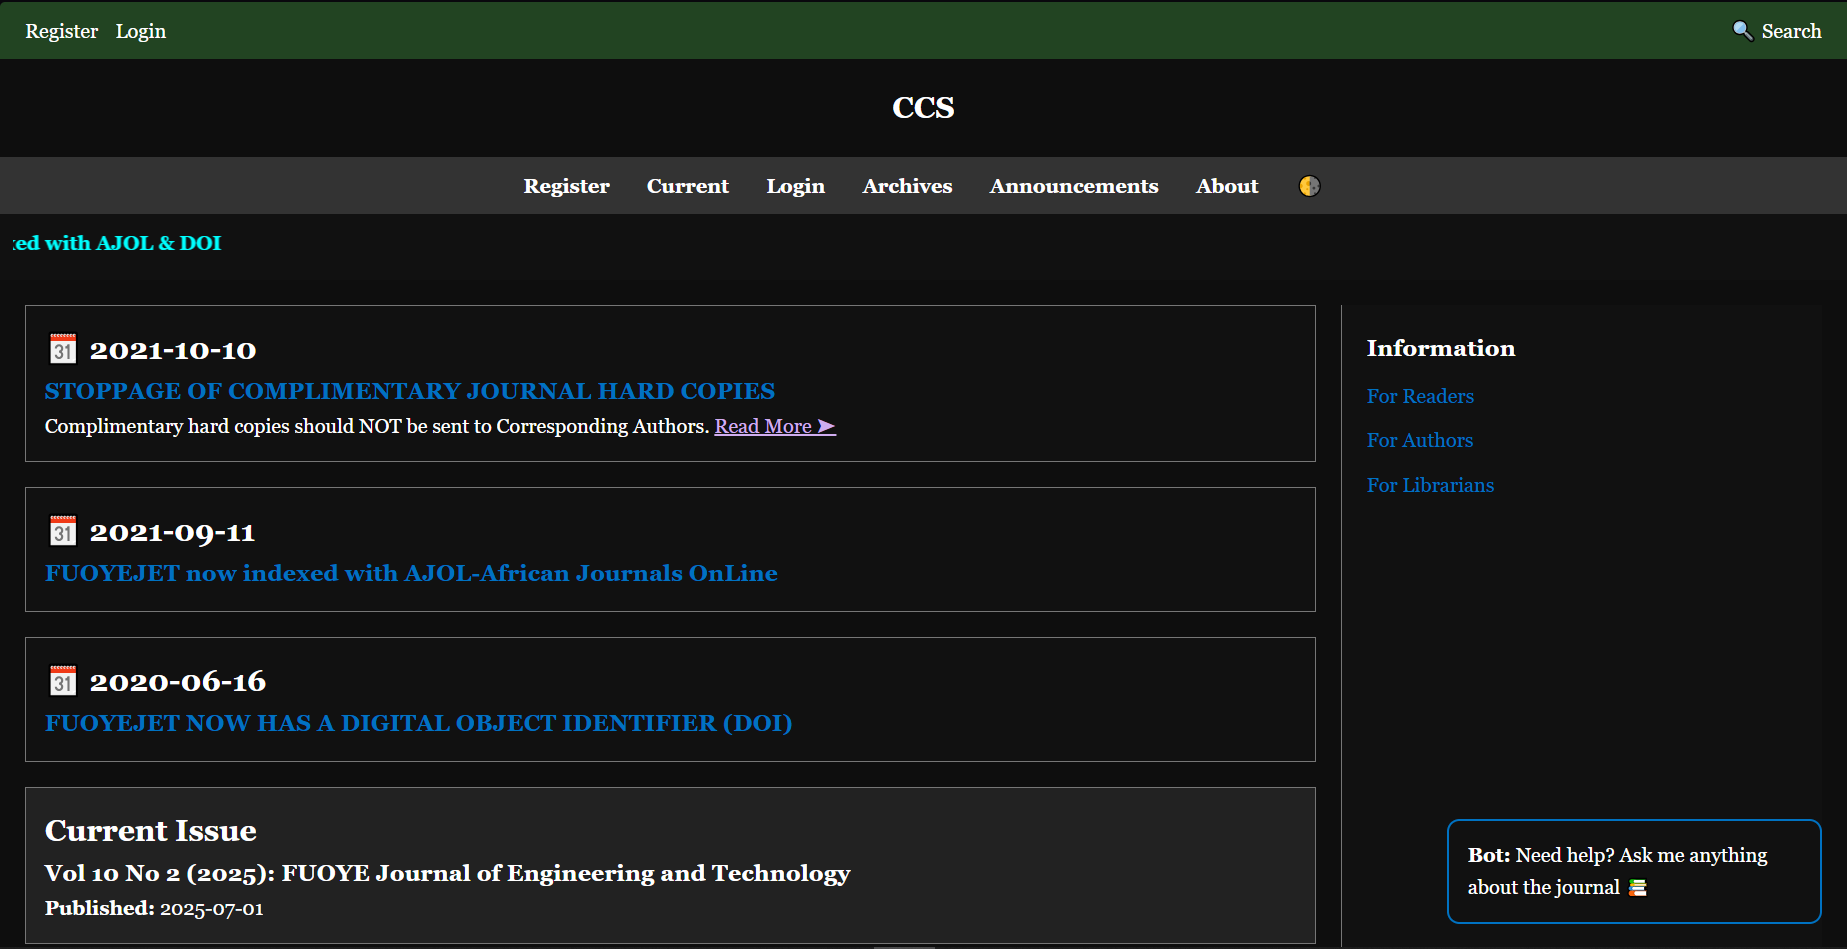 Register Login
Search
CCS
Register Current Login Archives Announcements About
ed with AJOL & DOI
2021-10-10
STOPPAGE OF COMPLIMENTARY JOURNAL HARD COPIES
Complimentary hard copies should NOT be sent to Corresponding Authors. Read More ➤
2021-09-11
FUOYEJET now indexed with AJOL-African Journals OnLine
2020-06-16
FUOYEJET NOW HAS A DIGITAL OBJECT IDENTIFIER (DOI)
Current Issue
Vol 10 No 2 (2025): FUOYE Journal of Engineering and Technology
Published: 2025-07-01
Information
For Readers
For Authors
For Librarians
Bot: Need help? Ask me anything
about the journal